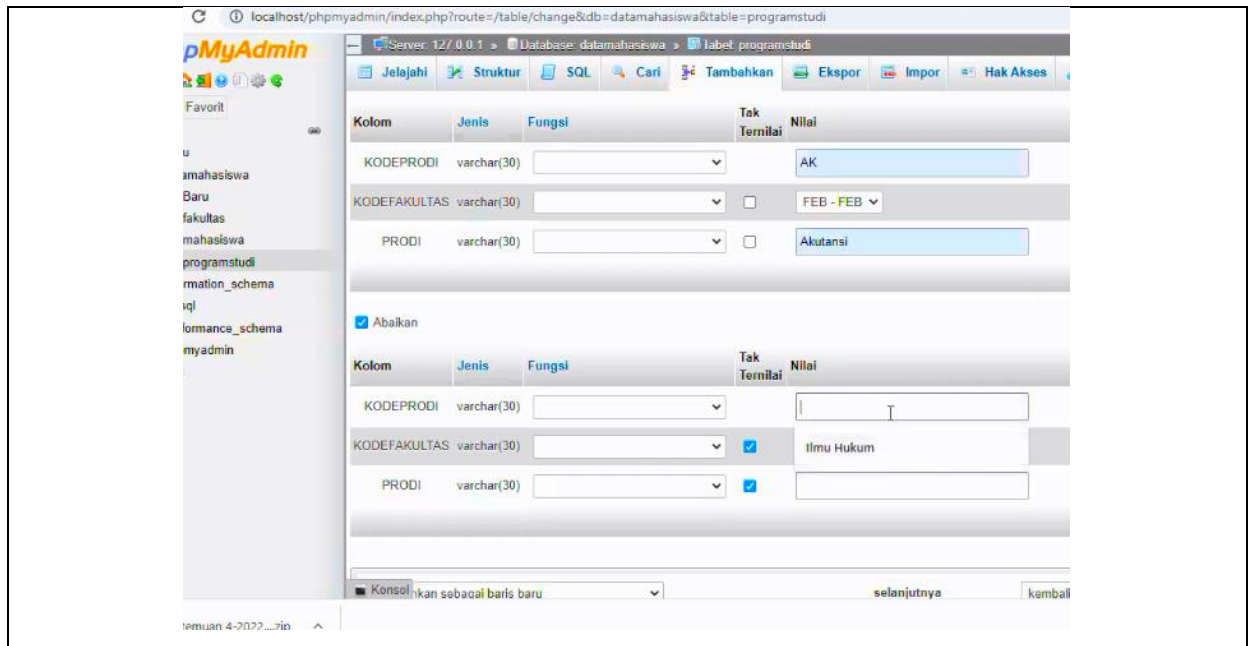 localhost/phpmyadmin/index.php?route=/table/change&db=datamahasiswa&table=programstudi
pMyAdmin
Server: 127.0.0.1 » Database: datamahasiswa » Tabel: programstudi
Jelajahi Struktur SQL Cari Tambahkan Ekspor Impor Hak Akses
Favorit
u
amahasiswa
Baru
fakultas
mahasiswa
programstudi
rmation_schema
sql
formance_schema
myadmin
Kolom Jenis Fungsi Tak Ternilai Nilai
KODEPRODI varchar(30) AK
KODEFAKULTAS varchar(30) FEB - FEB
PRODI varchar(30) Akutansi
Abaikan
Kolom Jenis Fungsi Tak Ternilai Nilai
KODEPRODI varchar(30)
KODEFAKULTAS varchar(30) Ilmu Hukum
PRODI varchar(30)
Konsol nkan sebagai baris baru selanjutnya kembali
temuan 4-2022....zip